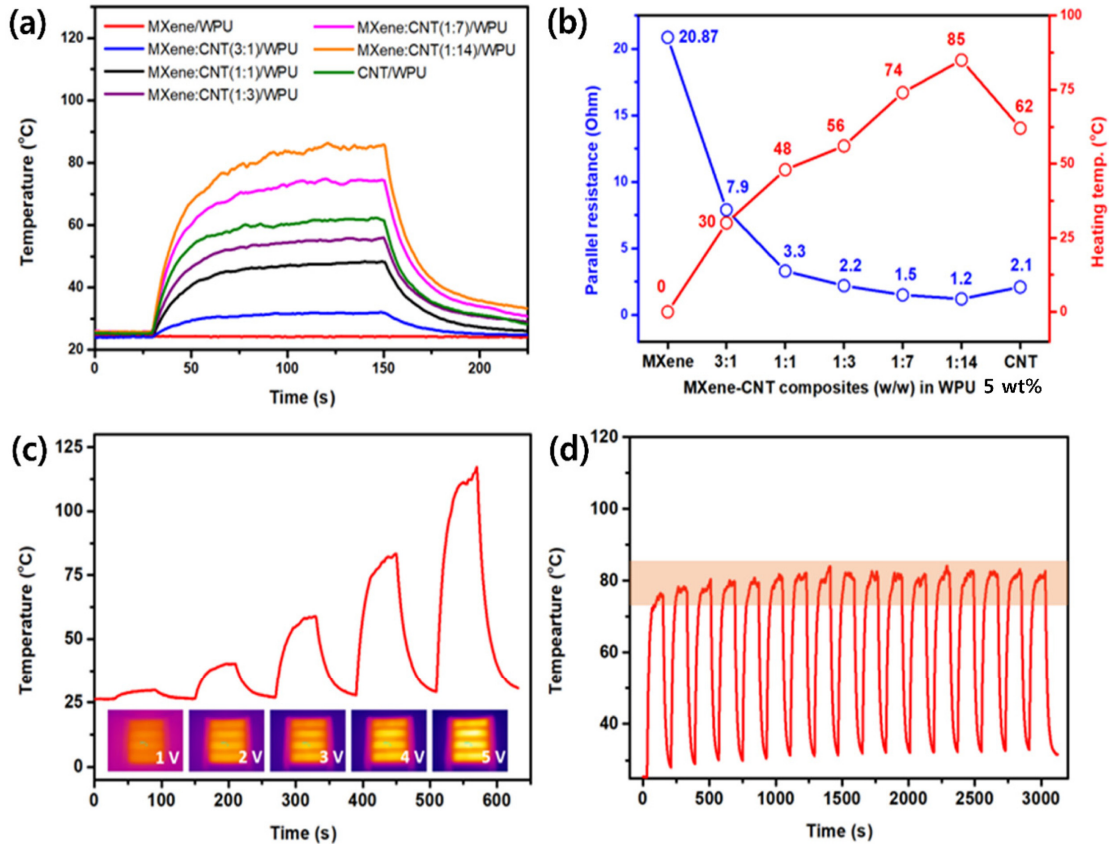 (a)
Temperature (°C)
120
100
80
60
40
20
MXene/WPU
MXene:CNT(3:1)/WPU
MXene:CNT(1:1)/WPU
MXene:CNT(1:3)/WPU
MXene:CNT(1:7)/WPU
MXene:CNT(1:14)/WPU
CNT/WPU
0 50 100 150 200
Time (s)
(b)
Parallel resistance (Ohm)
20
15
10
5
0
20.87
7.9
3.3
2.2
1.5
1.2
2.1
0
30
48
56
74
85
62
100
75
50
25
0
Heating temp. (°C)
MXene 3:1 1:1 1:3 1:7 1:14 CNT
MXene-CNT composites (w/w) in WPU 5 wt%
(c)
Temperature (°C)
125
100
75
50
25
0
1 V 2 V 3 V 4 V 5 V
0 100 200 300 400 500 600
Time (s)
(d)
Tempearture (°C)
120
100
80
60
40
0 500 1000 1500 2000 2500 3000
Time (s)